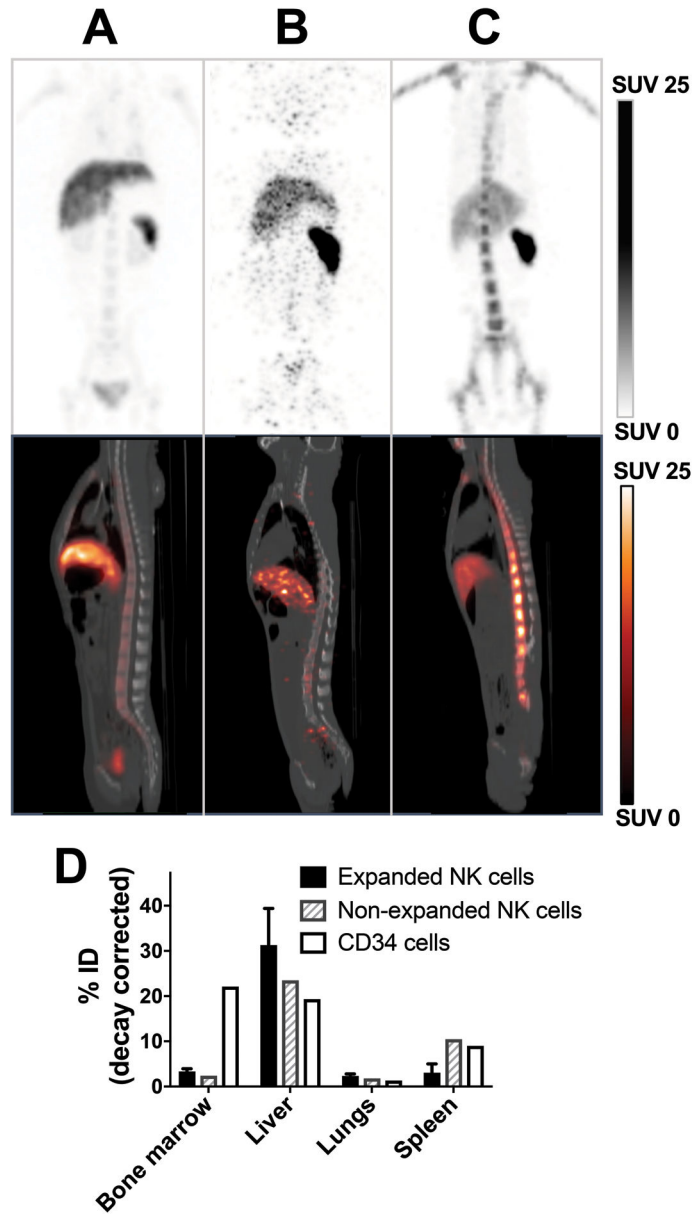 A B C
SUV 25
SUV 0
SUV 25
SUV 0
D
Expanded NK cells
Non-expanded NK cells
CD34 cells
% ID
(decay corrected)
40
30
20
10
0
Bone marrow
Liver
Lungs
Spleen